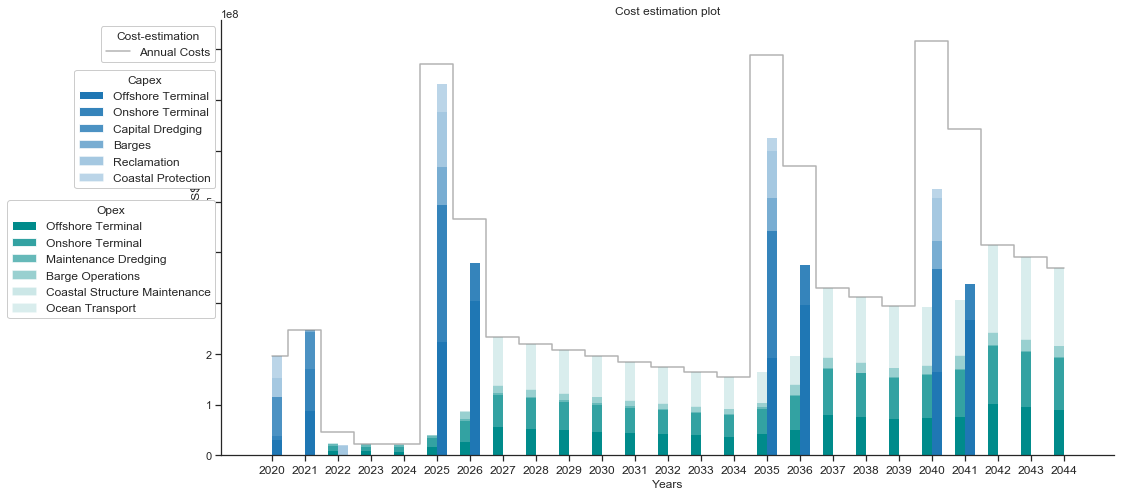 Cost estimation plot
1e8
Cost-estimation
Annual Costs
Capex
Offshore Terminal
Onshore Terminal
Capital Dredging
Barges
Reclamation
Coastal Protection
Opex
Offshore Terminal
Onshore Terminal
Maintenance Dredging
Barge Operations
Coastal Structure Maintenance
Ocean Transport
2
1
0
2020 2021 2022 2023 2024 2025 2026 2027 2028 2029 2030 2031 2032 2033 2034 2035 2036 2037 2038 2039 2040 2041 2042 2043 2044
Years